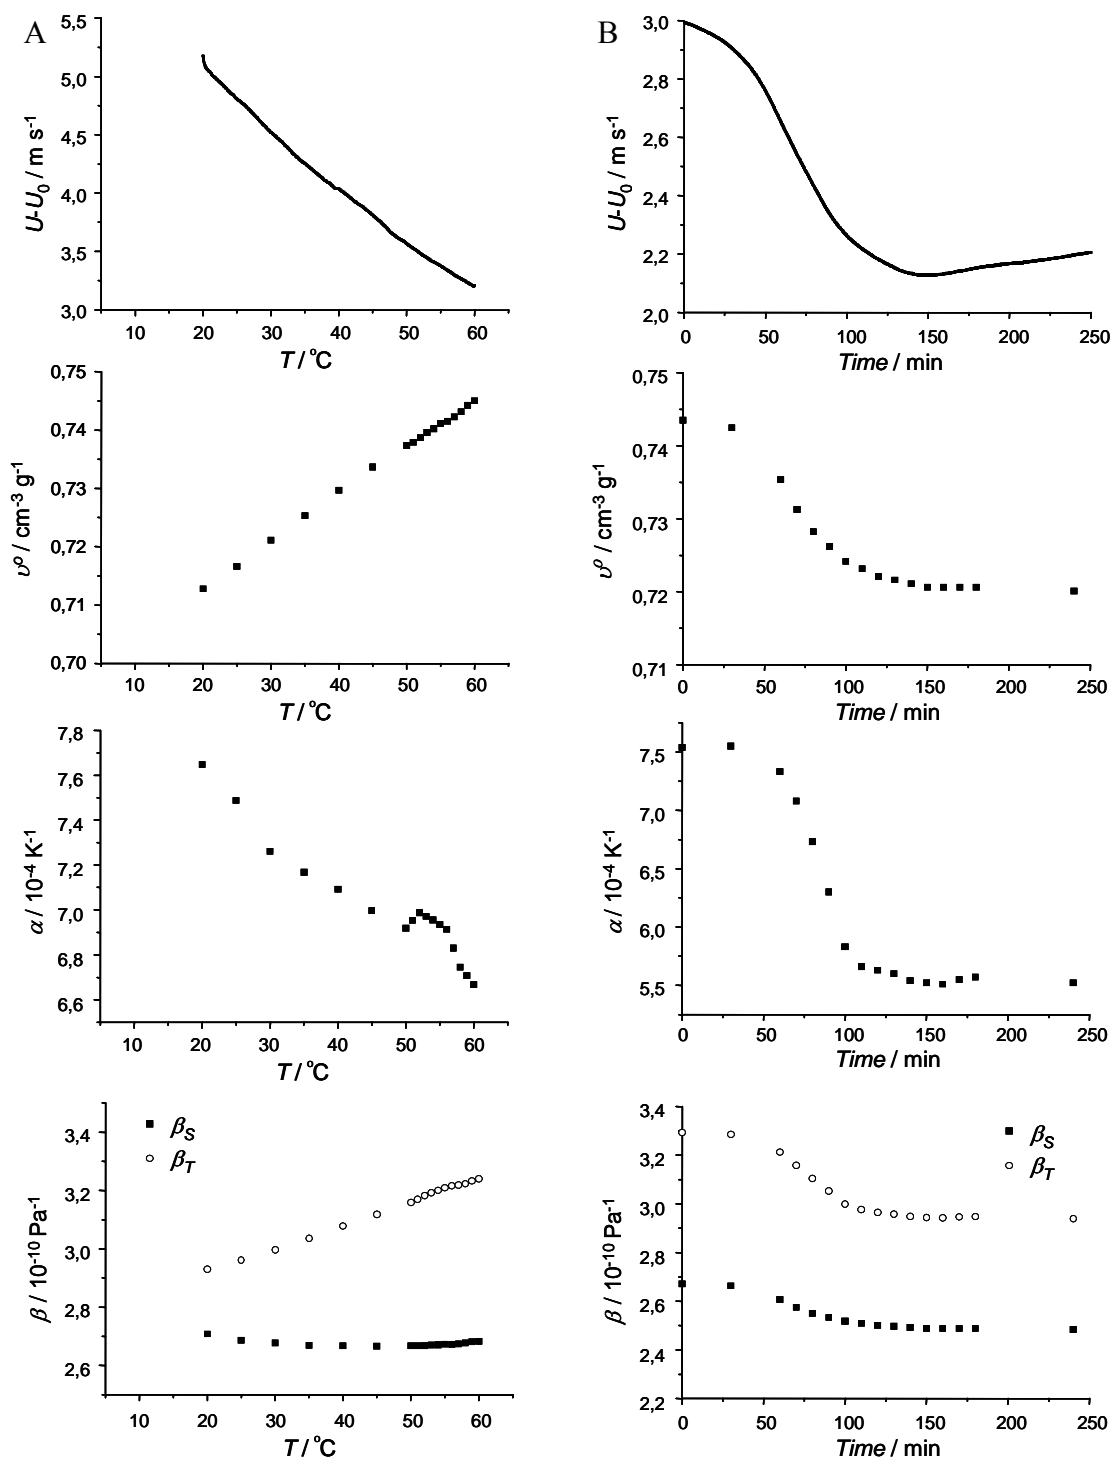 A
5,5
5,0
4,5
4,0
3,5
3,0
U-U0 / m s-1
10 20 30 40 50 60
T / oC
B
3,0
2,8
2,6
2,4
2,2
2,0
U-U0 / m s-1
0 50 100 150 200 250
Time / min
0,75
0,74
0,73
0,72
0,71
0,70
υo / cm-3 g-1
10 20 30 40 50 60
T / oC
0,75
0,74
0,73
0,72
0,71
υo / cm-3 g-1
0 50 100 150 200 250
Time / min
7,8
7,6
7,4
7,2
7,0
6,8
6,6
α / 10-4 K-1
10 20 30 40 50 60
T / oC
7,5
7,0
6,5
6,0
5,5
α / 10-4 K-1
0 50 100 150 200 250
Time / min
βS
βT
3,4
3,2
3,0
2,8
2,6
β / 10-10 Pa-1
10 20 30 40 50 60
T / oC
3,4
3,2
3,0
2,8
2,6
2,4
2,2
βS
βT
β / 10-10 Pa-1
0 50 100 150 200 250
Time / min